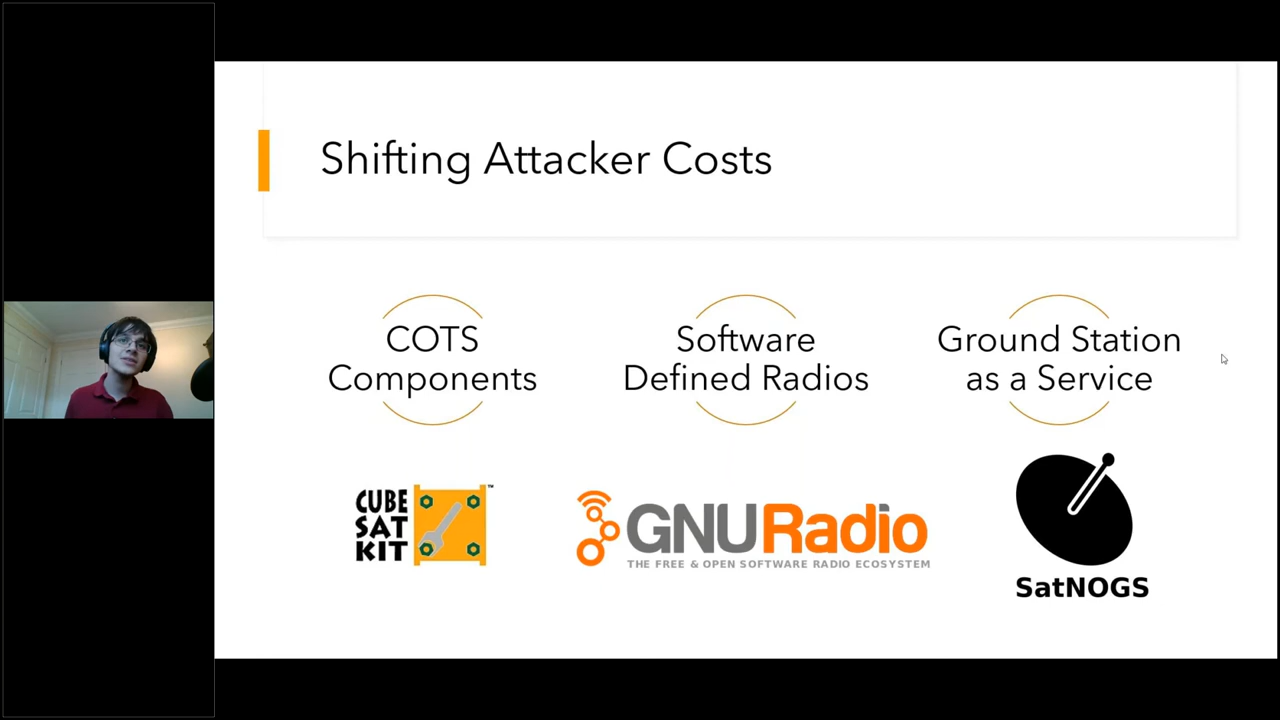 Shifting Attacker Costs
COTS
Components
Software
Defined Radios
Ground Station
as a Service
CUBE
SAT
KIT
™
GNURadio
THE FREE & OPEN SOFTWARE RADIO ECOSYSTEM
SatNOGS